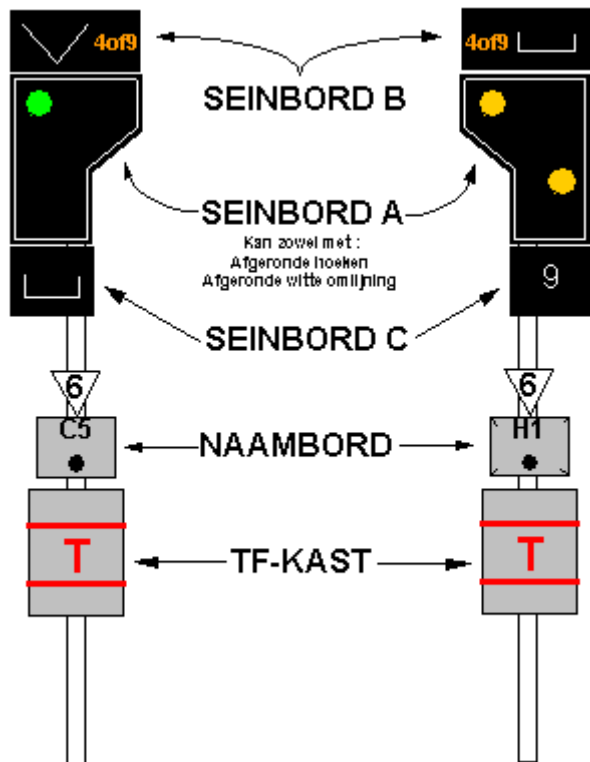 4of9
4of9
SEINBORD B
SEINBORD A
Kan zowel met :
Afgeronde hoeken
Afgeronde witte omlijning
9
SEINBORD C
6
6
C5
H1
NAAMBORD
T
TF-KAST
T